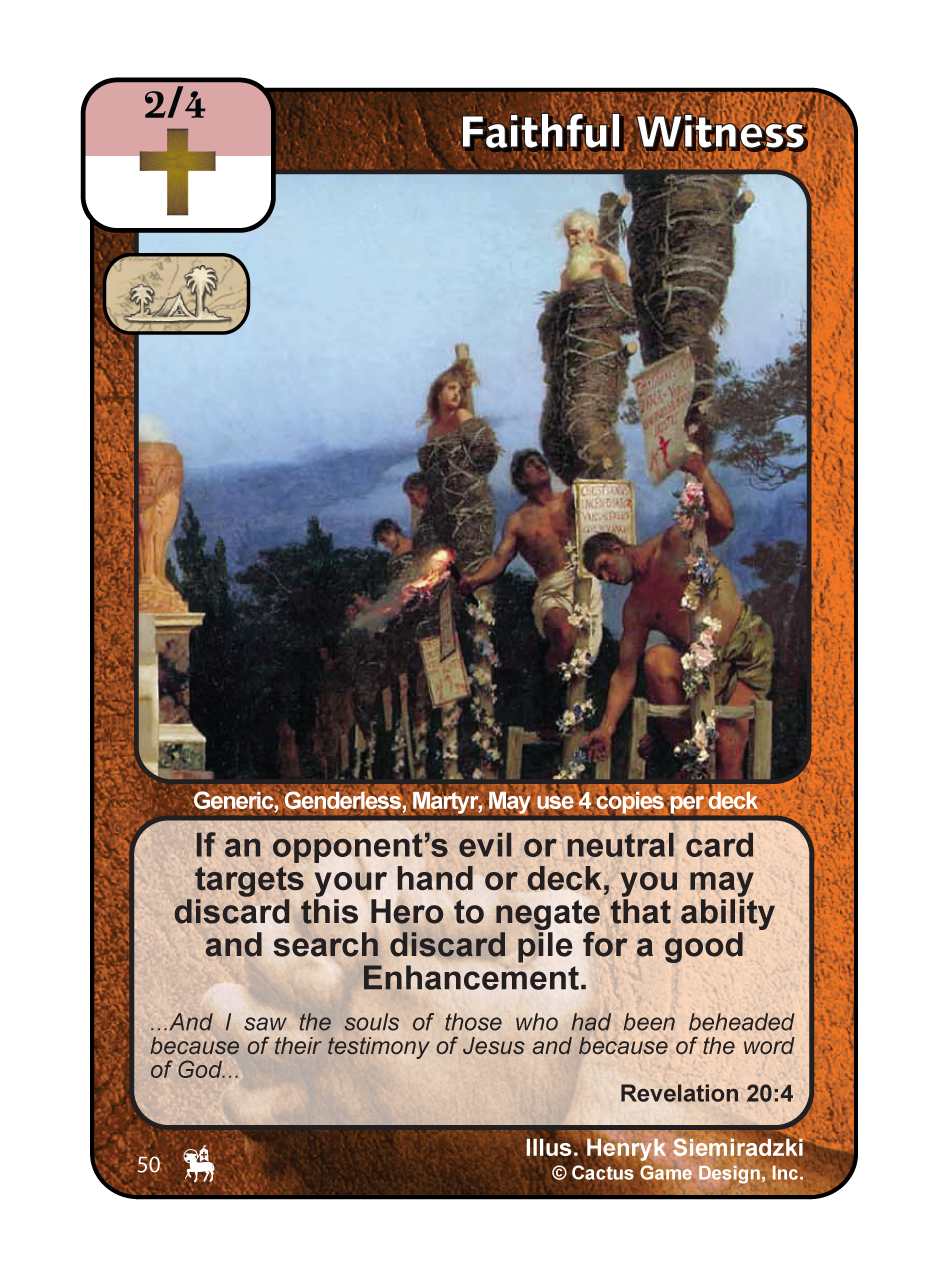 2/4
Faithful Witness
Generic, Genderless, Martyr, May use 4 copies per deck
If an opponent's evil or neutral card
targets your hand or deck, you may
discard this Hero to negate that ability
and search discard pile for a good
Enhancement.
...And I saw the souls of those who had been beheaded
because of their testimony of Jesus and because of the word
of God...
Revelation 20:4
Illus. Henryk Siemiradzki
50
© Cactus Game Design, Inc.